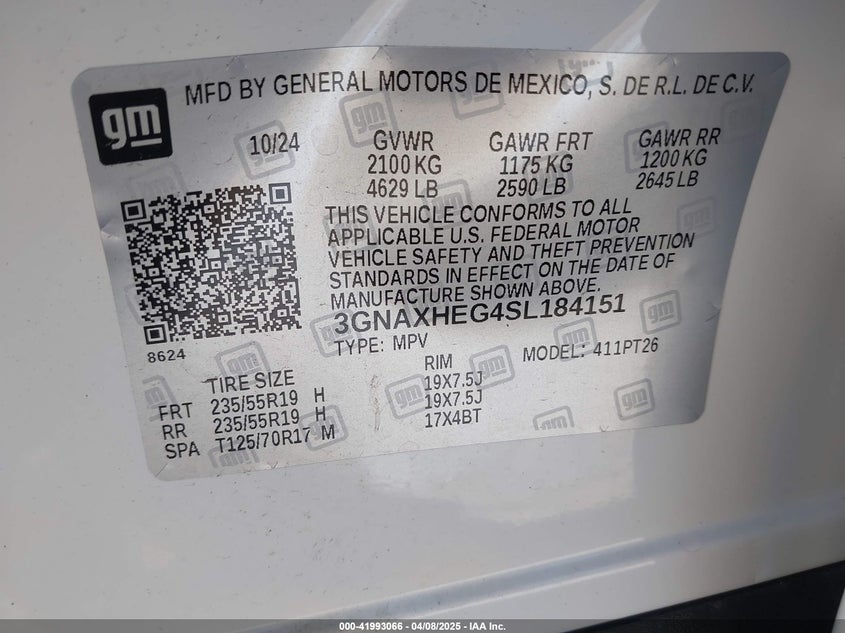 gm
MFD BY GENERAL MOTORS DE MEXICO, S. DE R.L. DE C.V.
10/24 GVWR GAWR FRT GAWR RR
2100 KG 1175 KG 1200 KG
4629 LB 2590 LB 2645 LB
THIS VEHICLE CONFORMS TO ALL
APPLICABLE U.S. FEDERAL MOTOR
VEHICLE SAFETY AND THEFT PREVENTION
STANDARDS IN EFFECT ON THE DATE OF
MANUFACTURE SHOWN ABOVE.
3GNAXHEG4SL184151
8624
TYPE: MPV MODEL: 411PT26
TIRE SIZE RIM
FRT 235/55R19 H 19X7.5J
RR 235/55R19 H 19X7.5J
SPA T125/70R17 M 17X4BT
000-41993066 - 04/08/2025 - IAA Inc.